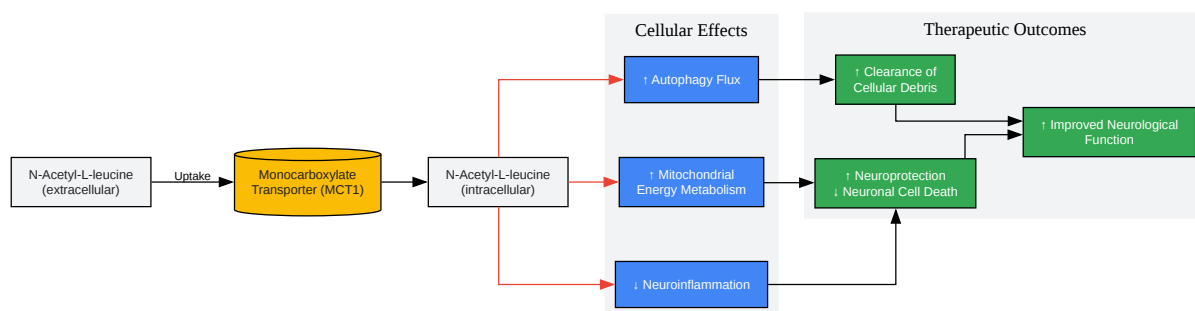 N-Acetyl-L-leucine
(extracellular)
Uptake
Monocarboxylate
Transporter (MCT1)
N-Acetyl-L-leucine
(intracellular)
Cellular Effects
↑ Autophagy Flux
↑ Mitochondrial
Energy Metabolism
↓ Neuroinflammation
Therapeutic Outcomes
↑ Clearance of
Cellular Debris
↑ Neuroprotection
↓ Neuronal Cell Death
↑ Improved Neurological
Function